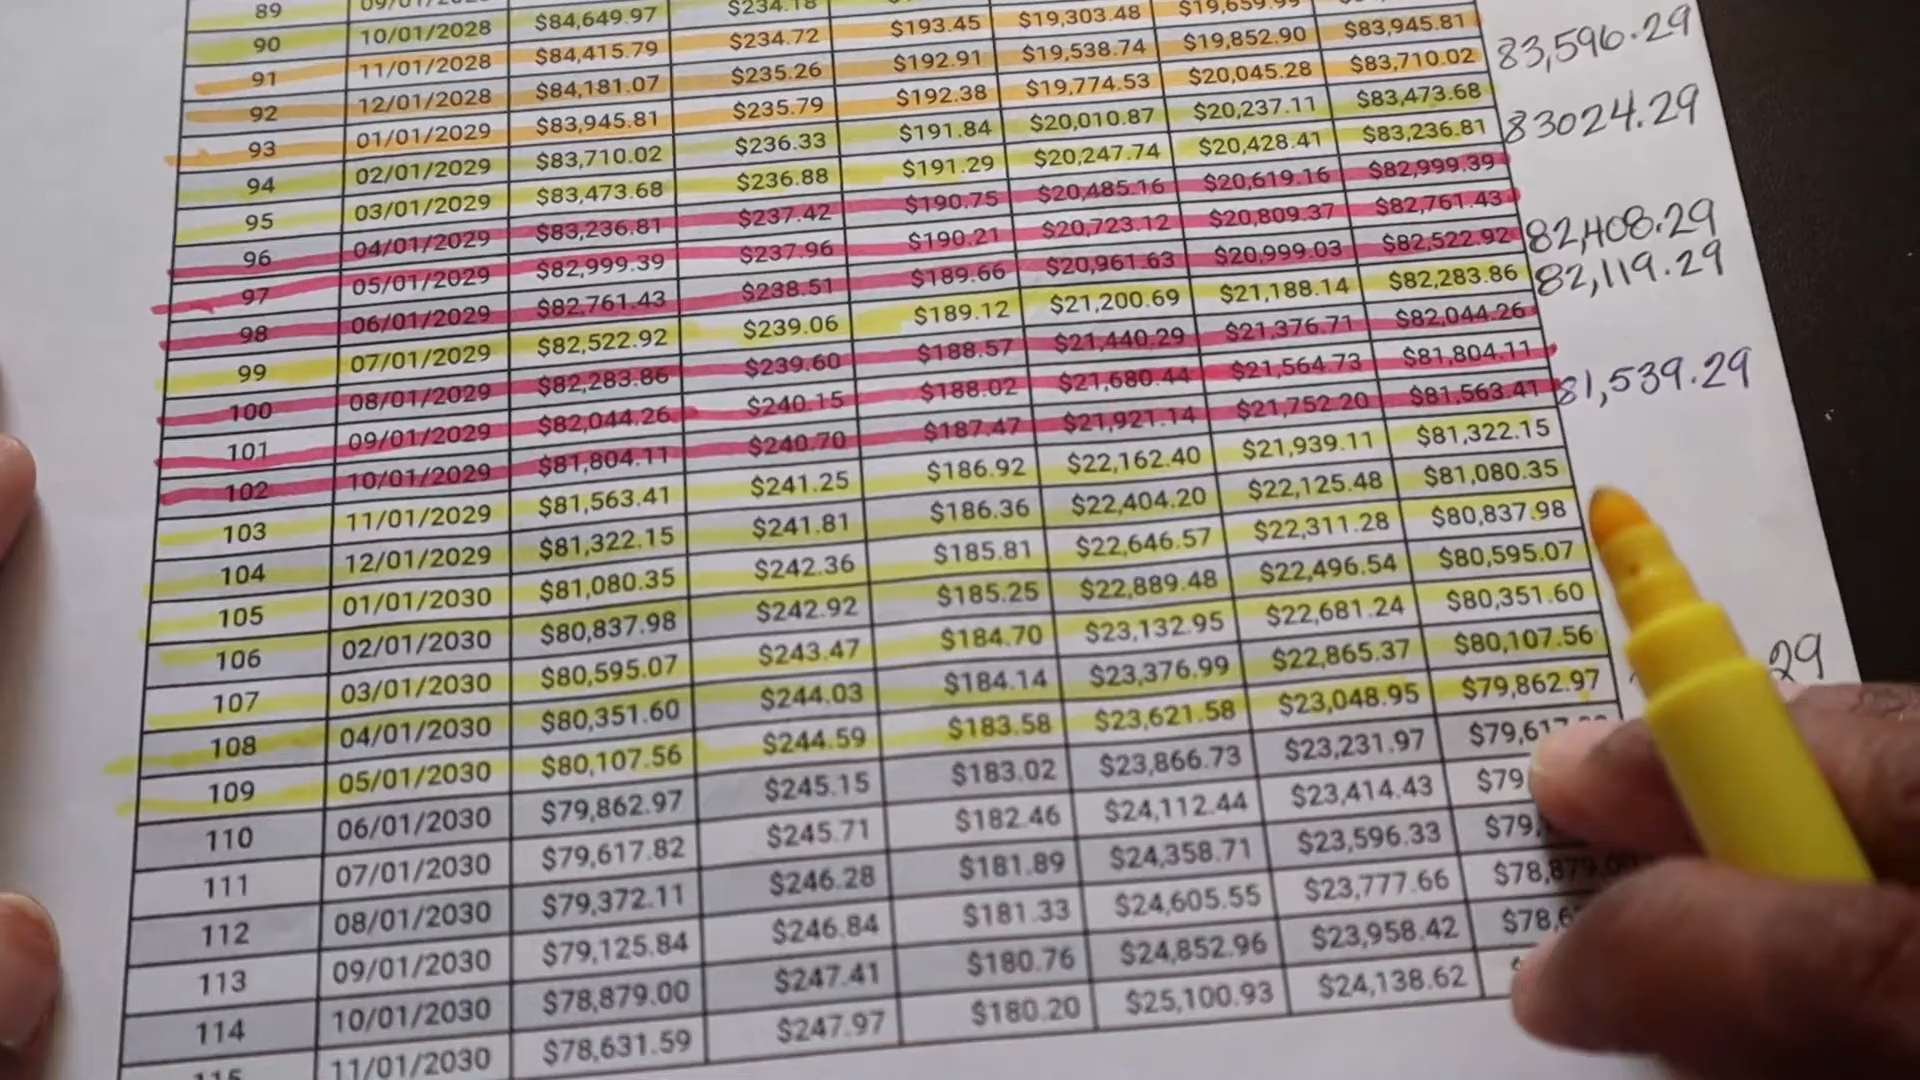 89
90 10/01/2028 $84,649.97 $234.18
91 11/01/2028 $84,415.79 $234.72 $193.45 $19,303.48 $19,659.99
92 12/01/2028 $84,181.07 $235.26 $192.91 $19,538.74 $19,852.90 $83,945.81
93 01/01/2029 $83,945.81 $235.79 $192.38 $19,774.53 $20,045.28 $83,710.02 83,596.29
94 02/01/2029 $83,710.02 $236.33 $191.84 $20,010.87 $20,237.11 $83,473.68
95 03/01/2029 $83,473.68 $236.88 $191.29 $20,247.74 $20,428.41 $83,236.81 83024.29
96 04/01/2029 $83,236.81 $237.42 $190.75 $20,485.16 $20,619.16 $82,999.39
97 05/01/2029 $82,999.39 $237.96 $190.21 $20,723.12 $20,809.37 $82,761.43
98 06/01/2029 $82,761.43 $238.51 $189.66 $20,961.63 $20,999.03 $82,522.92 82,408.29
99 07/01/2029 $82,522.92 $239.06 $189.12 $21,200.69 $21,188.14 $82,283.86 82,119.29
100 08/01/2029 $82,283.86 $239.60 $188.57 $21,440.29 $21,376.71 $82,044.26
101 09/01/2029 $82,044.26 $240.15 $188.02 $21,680.44 $21,564.73 $81,804.11
102 10/01/2029 $81,804.11 $240.70 $187.47 $21,921.14 $21,752.20 $81,563.41 81,539.29
103 11/01/2029 $81,563.41 $241.25 $186.92 $22,162.40 $21,939.11 $81,322.15
104 12/01/2029 $81,322.15 $241.81 $186.36 $22,404.20 $22,125.48 $81,080.35
105 01/01/2030 $81,080.35 $242.36 $185.81 $22,646.57 $22,311.28 $80,837.98
106 02/01/2030 $80,837.98 $242.92 $185.25 $22,889.48 $22,496.54 $80,595.07
107 03/01/2030 $80,595.07 $243.47 $184.70 $23,132.95 $22,681.24 $80,351.60
108 04/01/2030 $80,351.60 $244.03 $184.14 $23,376.99 $22,865.37 $80,107.56
109 05/01/2030 $80,107.56 $244.59 $183.58 $23,621.58 $23,048.95 $79,862.97 29
110 06/01/2030 $79,862.97 $245.15 $183.02 $23,866.73 $23,231.97
111 07/01/2030 $79,617.82 $245.71 $182.46 $24,112.44 $23,414.43
112 08/01/2030 $79,372.11 $246.28 $181.89 $24,358.71 $23,596.33
113 09/01/2030 $79,125.84 $246.84 $181.33 $24,605.55 $23,777.66
114 10/01/2030 $78,879.00 $247.41 $180.76 $24,852.96 $23,958.42
115 11/01/2030 $78,631.59 $247.97 $180.20 $25,100.93 $24,138.62